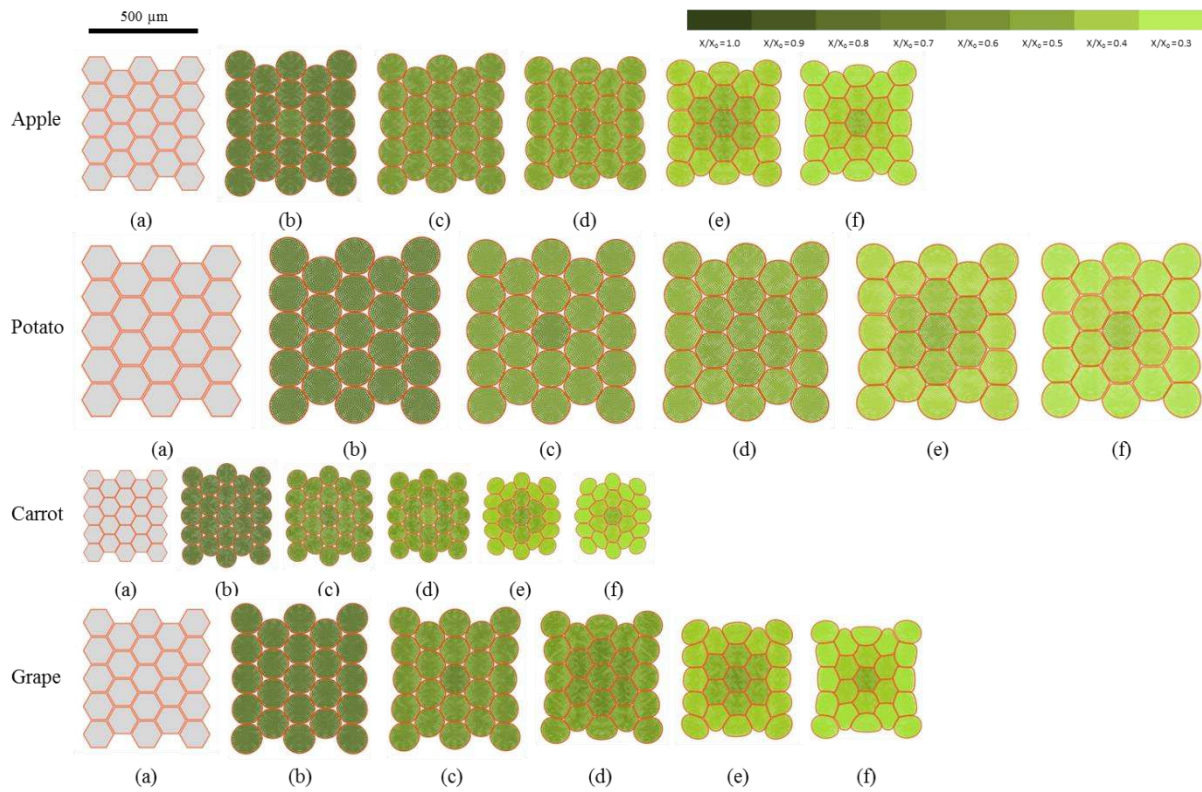 500 µm
X/X₀ = 1.0 X/X₀ = 0.9 X/X₀ = 0.8 X/X₀ = 0.7 X/X₀ = 0.6 X/X₀ = 0.5 X/X₀ = 0.4 X/X₀ = 0.3
Apple
(a) (b) (c) (d) (e) (f)
Potato
(a) (b) (c) (d) (e) (f)
Carrot
(a) (b) (c) (d) (e) (f)
Grape
(a) (b) (c) (d) (e) (f)